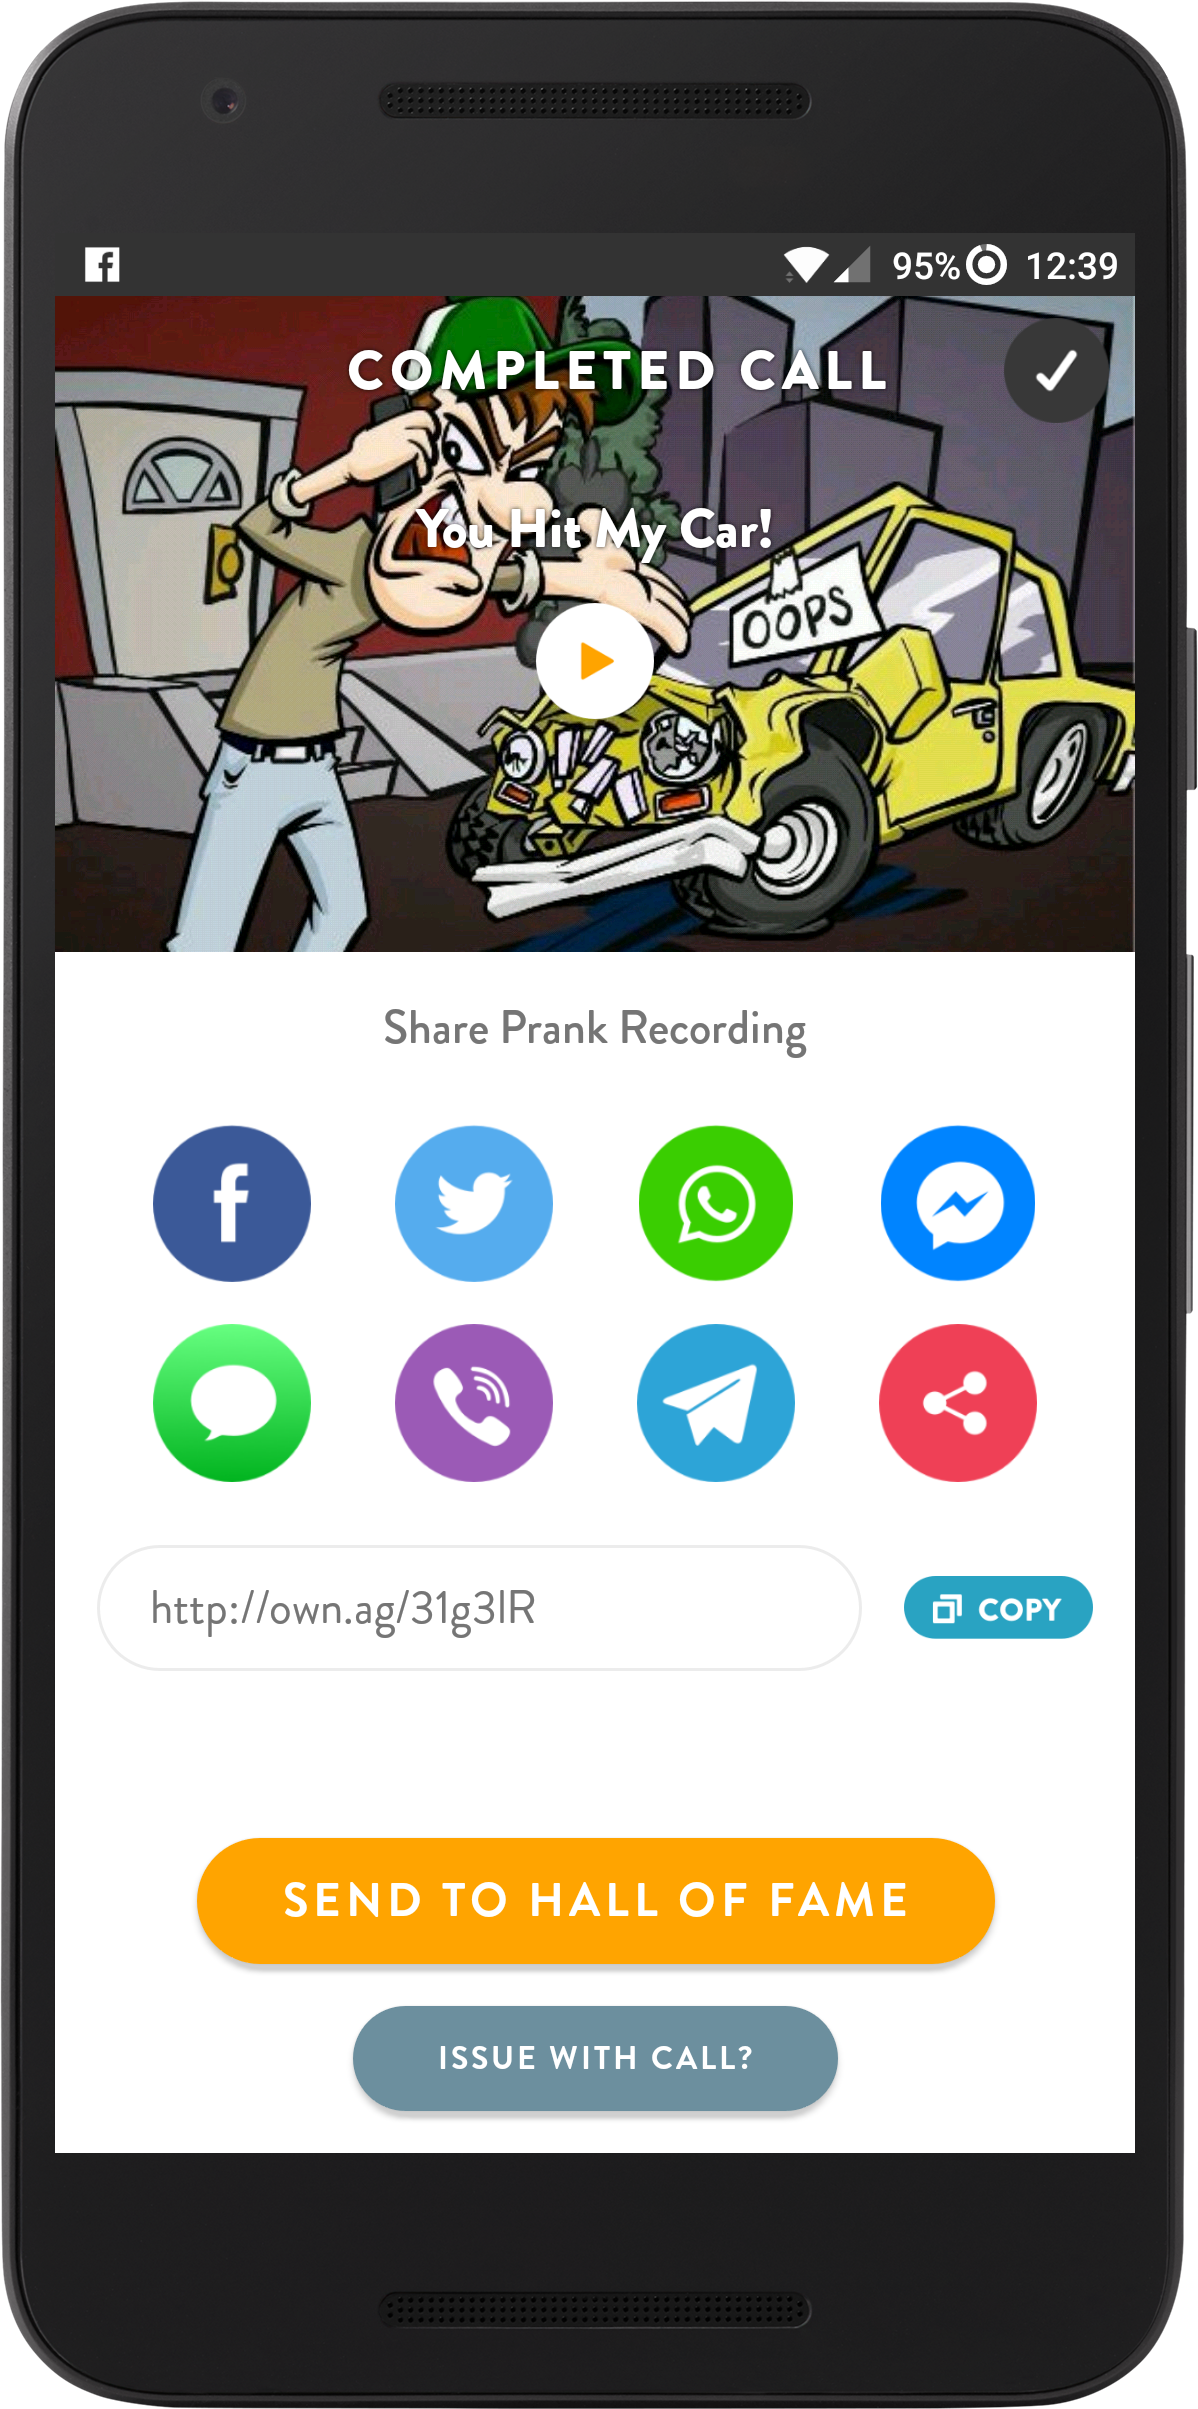 95% 12:39
COMPLETED CALL
You Hit My Car!
OOPS
Share Prank Recording
http://own.ag/31g3lR
COPY
SEND TO HALL OF FAME
ISSUE WITH CALL?